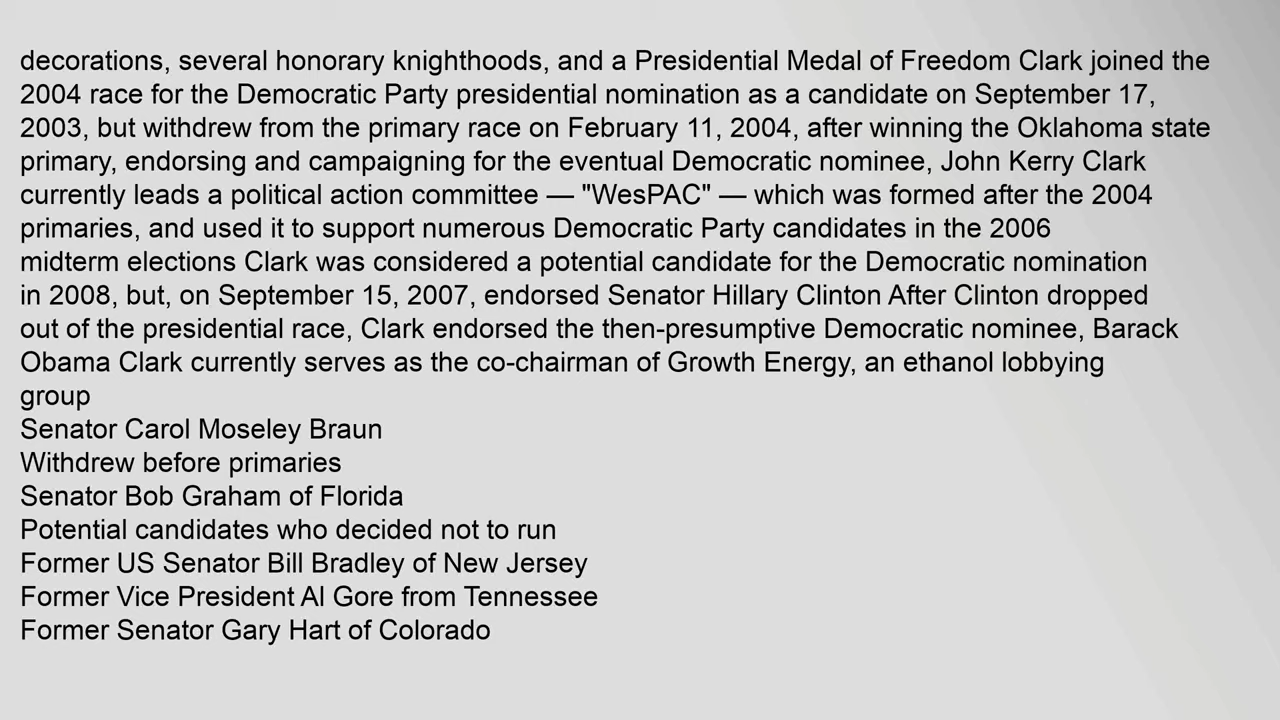 decorations, several honorary knighthoods, and a Presidential Medal of Freedom Clark joined the
2004 race for the Democratic Party presidential nomination as a candidate on September 17,
2003, but withdrew from the primary race on February 11, 2004, after winning the Oklahoma state
primary, endorsing and campaigning for the eventual Democratic nominee, John Kerry Clark
currently leads a political action committee — "WesPAC" — which was formed after the 2004
primaries, and used it to support numerous Democratic Party candidates in the 2006
midterm elections Clark was considered a potential candidate for the Democratic nomination
in 2008, but, on September 15, 2007, endorsed Senator Hillary Clinton After Clinton dropped
out of the presidential race, Clark endorsed the then-presumptive Democratic nominee, Barack
Obama Clark currently serves as the co-chairman of Growth Energy, an ethanol lobbying
group
Senator Carol Moseley Braun
Withdrew before primaries
Senator Bob Graham of Florida
Potential candidates who decided not to run
Former US Senator Bill Bradley of New Jersey
Former Vice President Al Gore from Tennessee
Former Senator Gary Hart of Colorado